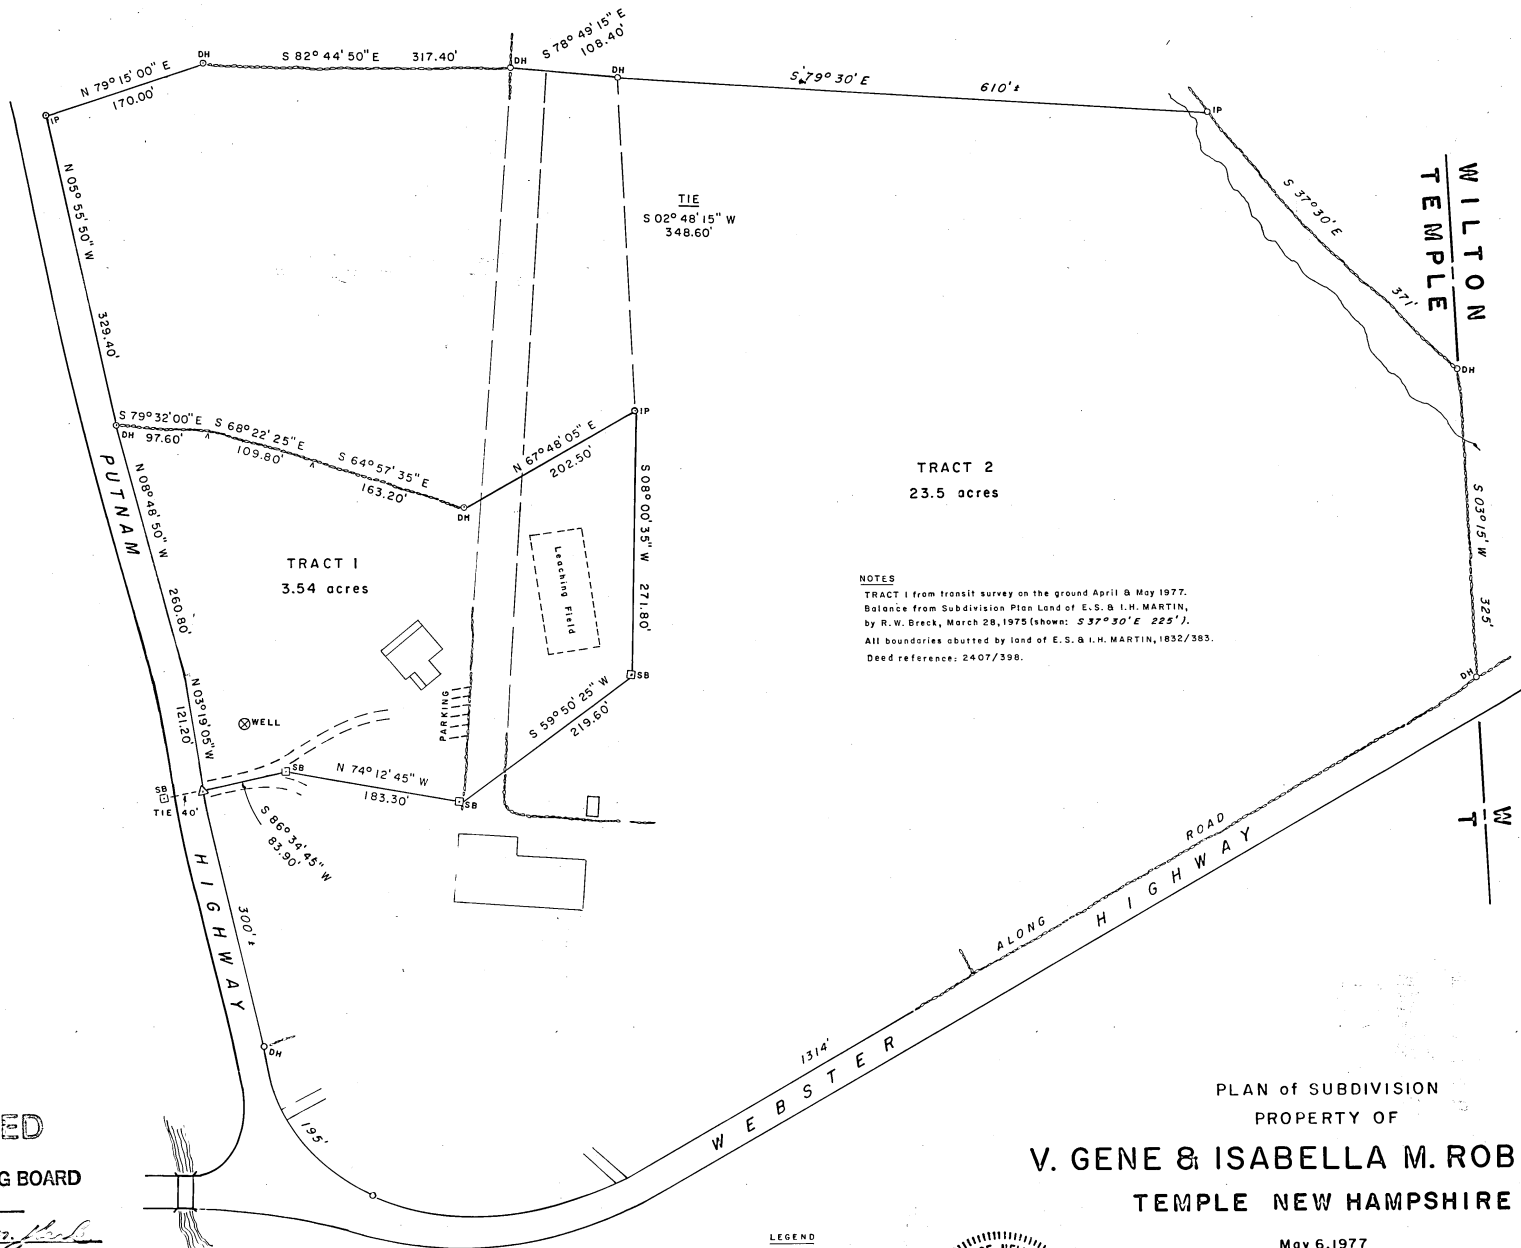 S 78° 49' 15" E
108.40'
DH
S 82° 44' 50" E 317.40'
DH
DH
N 79° 15' 00" E
170.00'
IP
S 79° 30' E 610' ±
IP
WILTON
TEMPLE
TIE
S 02° 48' 15" W
348.60'
N 05° 55' 50" W
329.40'
S 37° 30' E
371'
DH
S 79° 32' 00" E
DH 97.60'
S 68° 22' 25" E
109.80'
S 64° 57' 35" E
163.20'
DH
N 67° 48' 05" E
202.50'
IP
PUTNAM
N 08° 48' 50" W
260.80'
TRACT 1
3.54 acres
Leaching Field
S 08° 00' 35" W 271.80'
TRACT 2
23.5 acres
S 03° 15' W 325'
NOTES
TRACT 1 from transit survey on the ground April & May 1977.
Balance from Subdivision Plan Land of E.S. & I.H. MARTIN,
by R.W. Breck, March 28, 1975 (shown: S 37° 30' E 225').
All boundaries abutted by land of E.S. & I.H. MARTIN, 1832/383.
Deed reference: 2407/398.
N 03° 19' 05" W
121.20'
WELL
PARKING
S 59° 50' 25" W
219.60'
SB
DH
SB
N 74° 12' 45" W
183.30'
SB
SB
TIE 40'
S 86° 34' 45" W
83.90'
W
T
HIGHWAY
300' ±
DH
195'
1314'
ALONG ROAD
WEBSTER HIGHWAY
ED
G BOARD
PLAN of SUBDIVISION
PROPERTY OF
V. GENE & ISABELLA M. ROB
TEMPLE NEW HAMPSHIRE
May 6, 1977
LEGEND